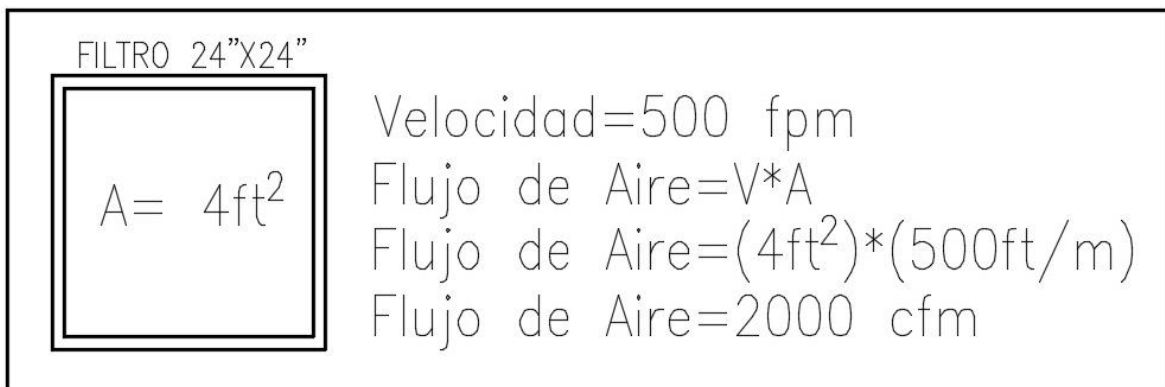 FILTRO 24"X24"
A= 4ft²
Velocidad=500 fpm
Flujo de Aire=V*A
Flujo de Aire=(4ft²)*(500ft/m)
Flujo de Aire=2000 cfm